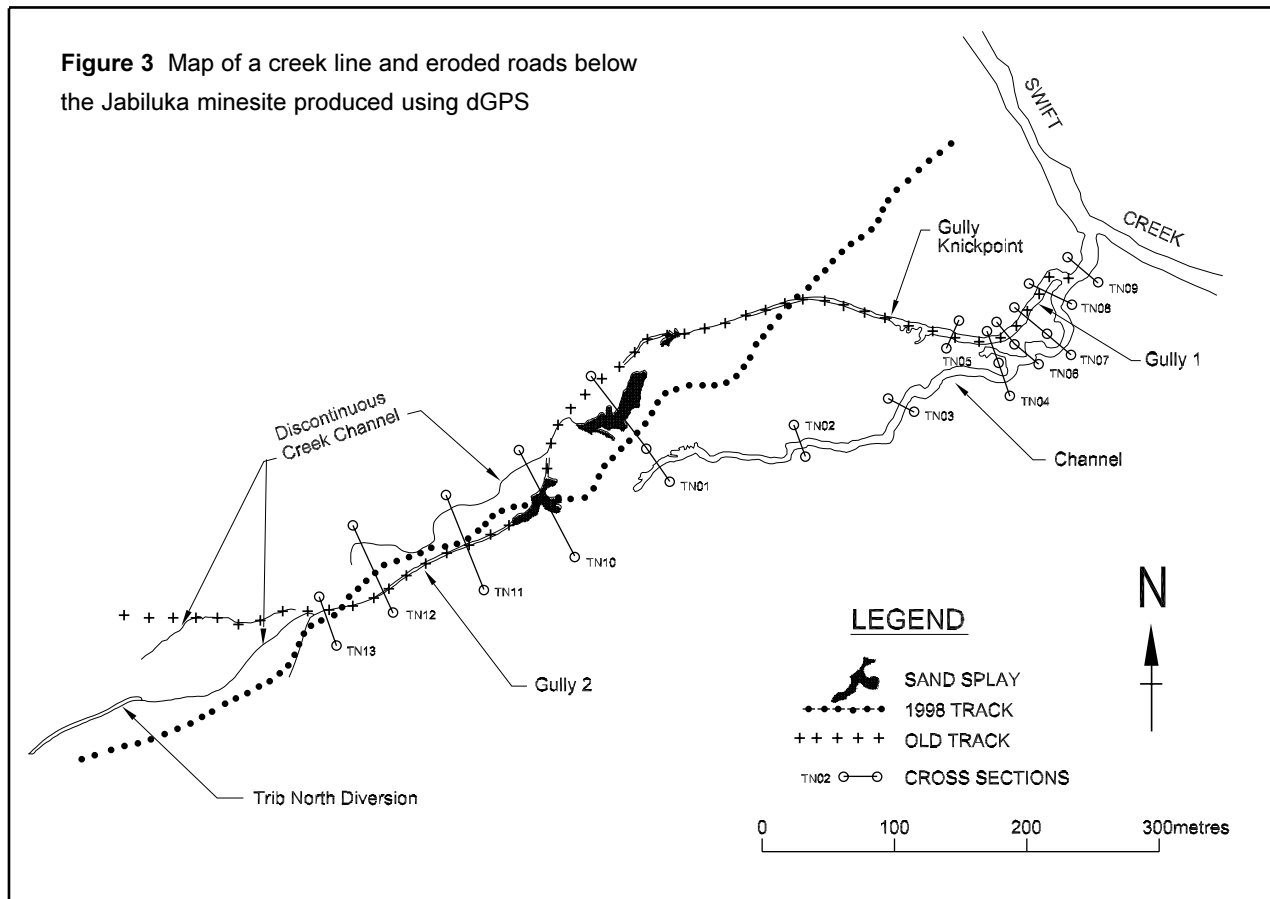 Figure 3 Map of a creek line and eroded roads below
the Jabiluka minesite produced using dGPS
SWIFT
CREEK
Gully
Knickpoint
TN09
TN08
Gully 1
TN07
TN05
TN06
TN04
TN03
TN02
Channel
Discontinuous
Creek Channel
TN01
TN10
TN11
TN12
TN13
Gully 2
Trib North Diversion
N
LEGEND
SAND SPLAY
1998 TRACK
OLD TRACK
TN02 CROSS SECTIONS
0 100 200 300metres